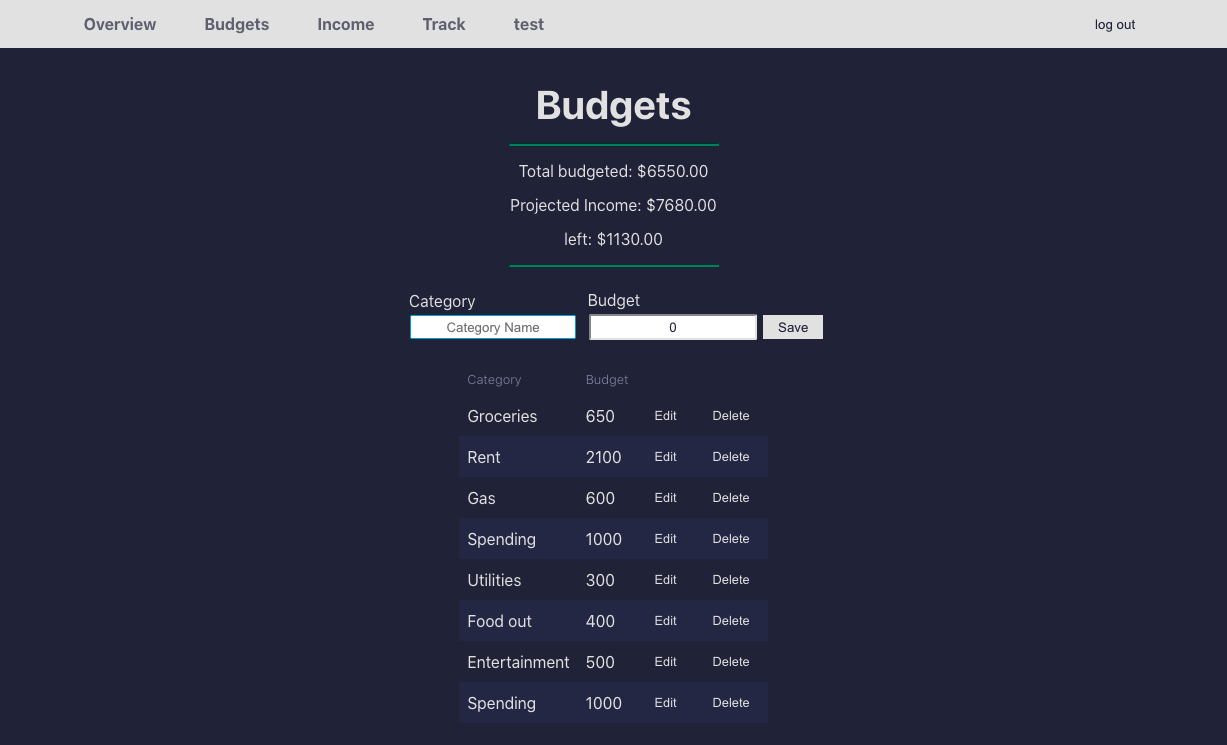 Overview Budgets Income Track test log out
Budgets
Total budgeted: $6550.00
Projected Income: $7680.00
left: $1130.00
Category Budget
Category Name 0 Save
Category Budget
Groceries 650 Edit Delete
Rent 2100 Edit Delete
Gas 600 Edit Delete
Spending 1000 Edit Delete
Utilities 300 Edit Delete
Food out 400 Edit Delete
Entertainment 500 Edit Delete
Spending 1000 Edit Delete